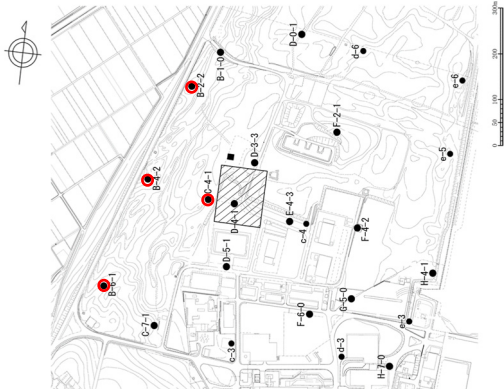 D-0-1
d-6
B-1-0
B-2-2
e-6
F-2-1
e-5
D-3-3
B-4-2
C-4-1
D-4-1
E-4-3
c-4
F-4-2
D-5-1
H-4-1
B-6-1
G-5-0
F-6-0
e-3
C-7-1
c-3
d-3
H-7-0
0
50
100
200
300m